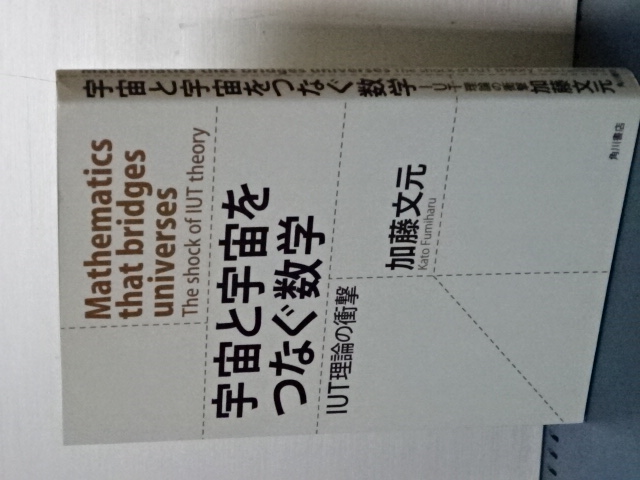 Mathematics
that bridges
universes
The shock of IUT theory
宇宙と宇宙を
つなぐ数学
IUT理論の衝撃
加藤文元
Kato Fumiharu
宇宙と宇宙をつなぐ数学 IUT理論の衝撃 加藤文元
角川書店